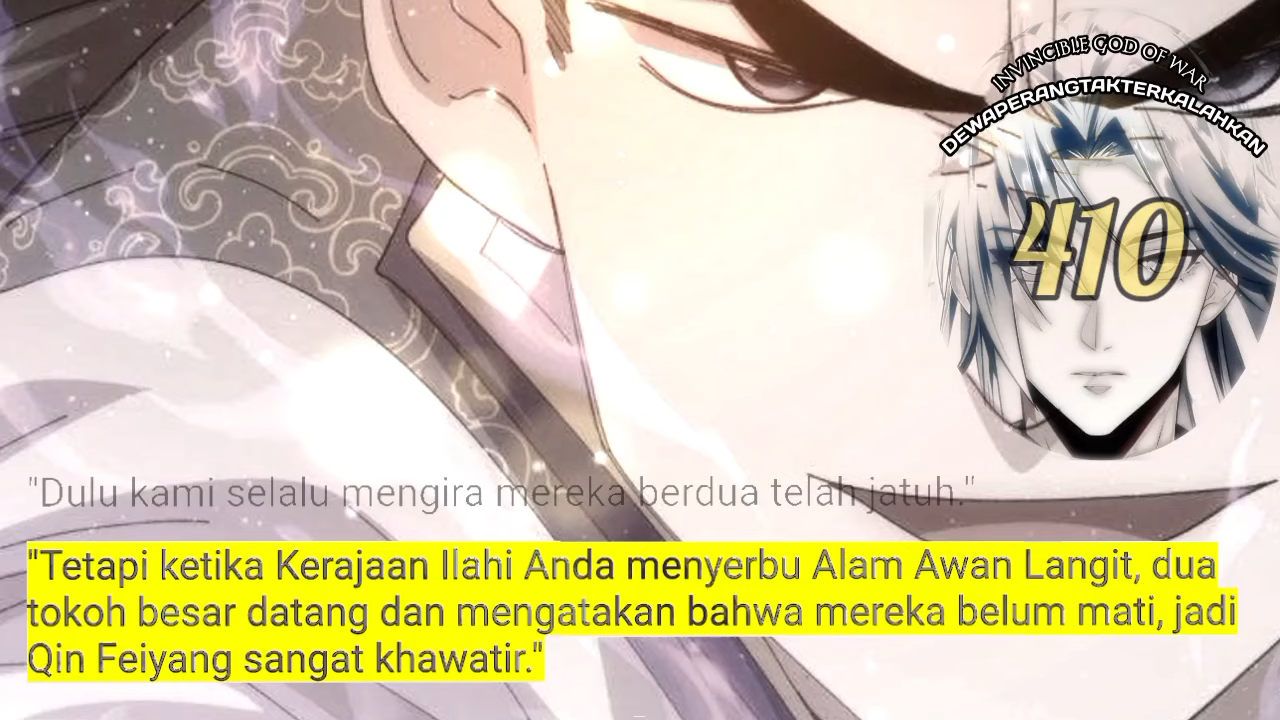 INVINCIBLE GOD OF WAR
DEWAPERANGTAKTERKALAHKAN
410
"Dulu kami selalu mengira mereka berdua telah jatuh."
"Tetapi ketika Kerajaan Ilahi Anda menyerbu Alam Awan Langit, dua
tokoh besar datang dan mengatakan bahwa mereka belum mati, jadi
Qin Feiyang sangat khawatir."